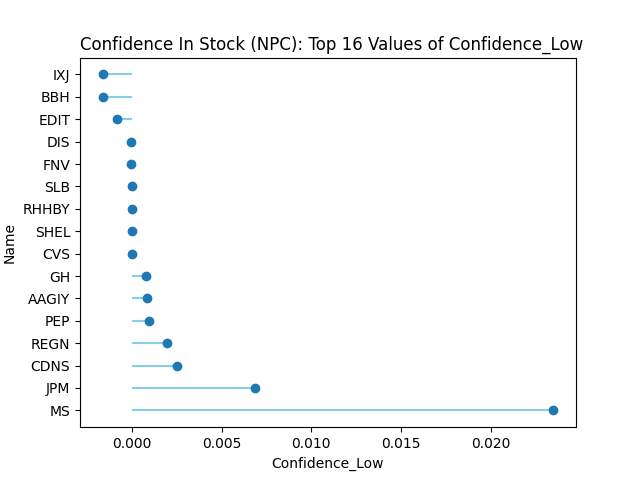 Confidence In Stock (NPC): Top 16 Values of Confidence_Low
IXJ
BBH
EDIT
DIS
FNV
SLB
RHHBY
SHEL
CVS
GH
AAGIY
PEP
REGN
CDNS
JPM
MS
Name
0.000 0.005 0.010 0.015 0.020
Confidence_Low